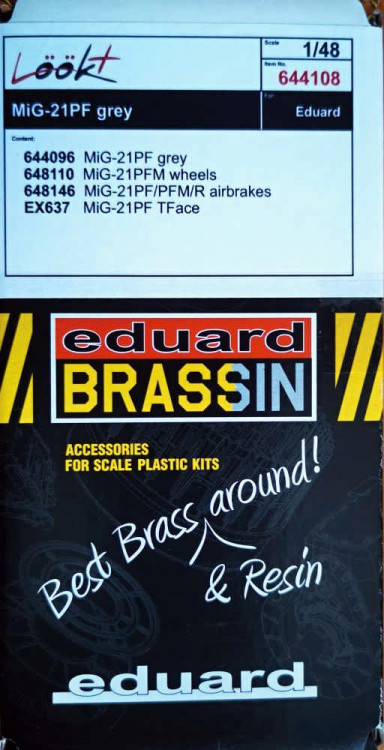 Löök+
Scale
1/48
Item No.
644108
MiG-21PF grey
For
Eduard
Content:
644096 MiG-21PF grey
648110 MiG-21PFM wheels
648146 MiG-21PF/PFM/R airbrakes
EX637 MiG-21PF TFace
eduard
BRASSIN
ACCESSORIES
FOR SCALE PLASTIC KITS
Best Brass around!
& Resin
eduard